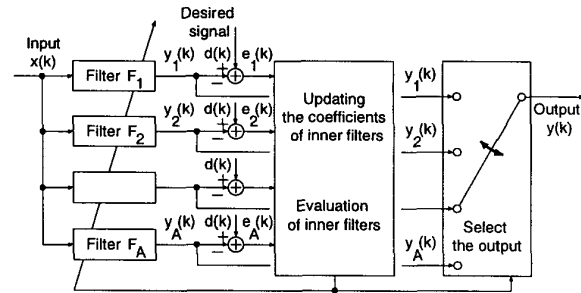 Desired
signal
Input
x(k)
Filter F1
y1(k)
d(k)
+
−
e1(k)
Filter F2
y2(k)
d(k)
+
−
e2(k)
d(k)
+
−
Filter FA
yA(k)
d(k)
+
−
eA(k)
Updating
the coefficients
of inner filters
Evaluation
of inner filters
y1(k)
y2(k)
yA(k)
Select
the output
Output
y(k)